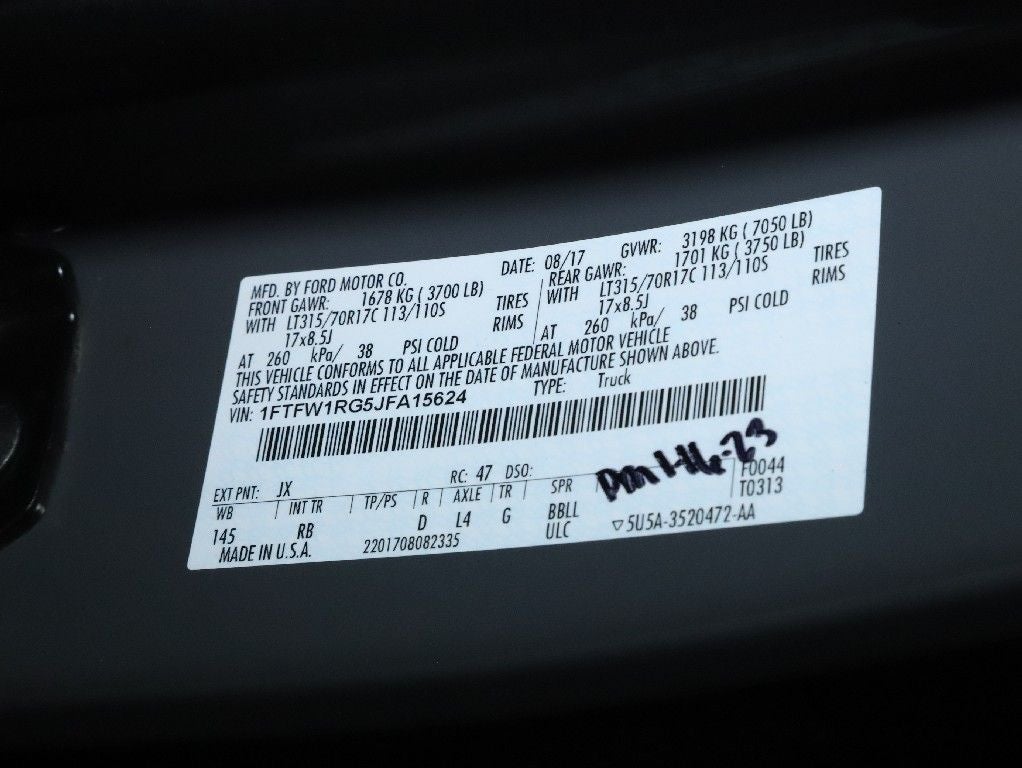 MFD. BY FORD MOTOR CO.
DATE: 08/17 GVWR: 3198 KG ( 7050 LB)
FRONT GAWR: 1678 KG ( 3700 LB)
WITH LT315/70R17C 113/110S TIRES
17x8.5J RIMS
AT 260 kPa/ 38 PSI COLD
REAR GAWR: 1701 KG ( 3750 LB)
WITH LT315/70R17C 113/110S TIRES
17x8.5J RIMS
AT 260 kPa/ 38 PSI COLD
THIS VEHICLE CONFORMS TO ALL APPLICABLE FEDERAL MOTOR VEHICLE
SAFETY STANDARDS IN EFFECT ON THE DATE OF MANUFACTURE SHOWN ABOVE.
VIN: 1FTFW1RG5JFA15624 TYPE: Truck
EXT PNT: JX RC: 47 DSO:
WB INT TR TP/PS R AXLE TR SPR F0044
145 RB D L4 G BBLL T0313
MADE IN U.S.A. 2201708082335 ULC ▽5U5A-3520472-AA